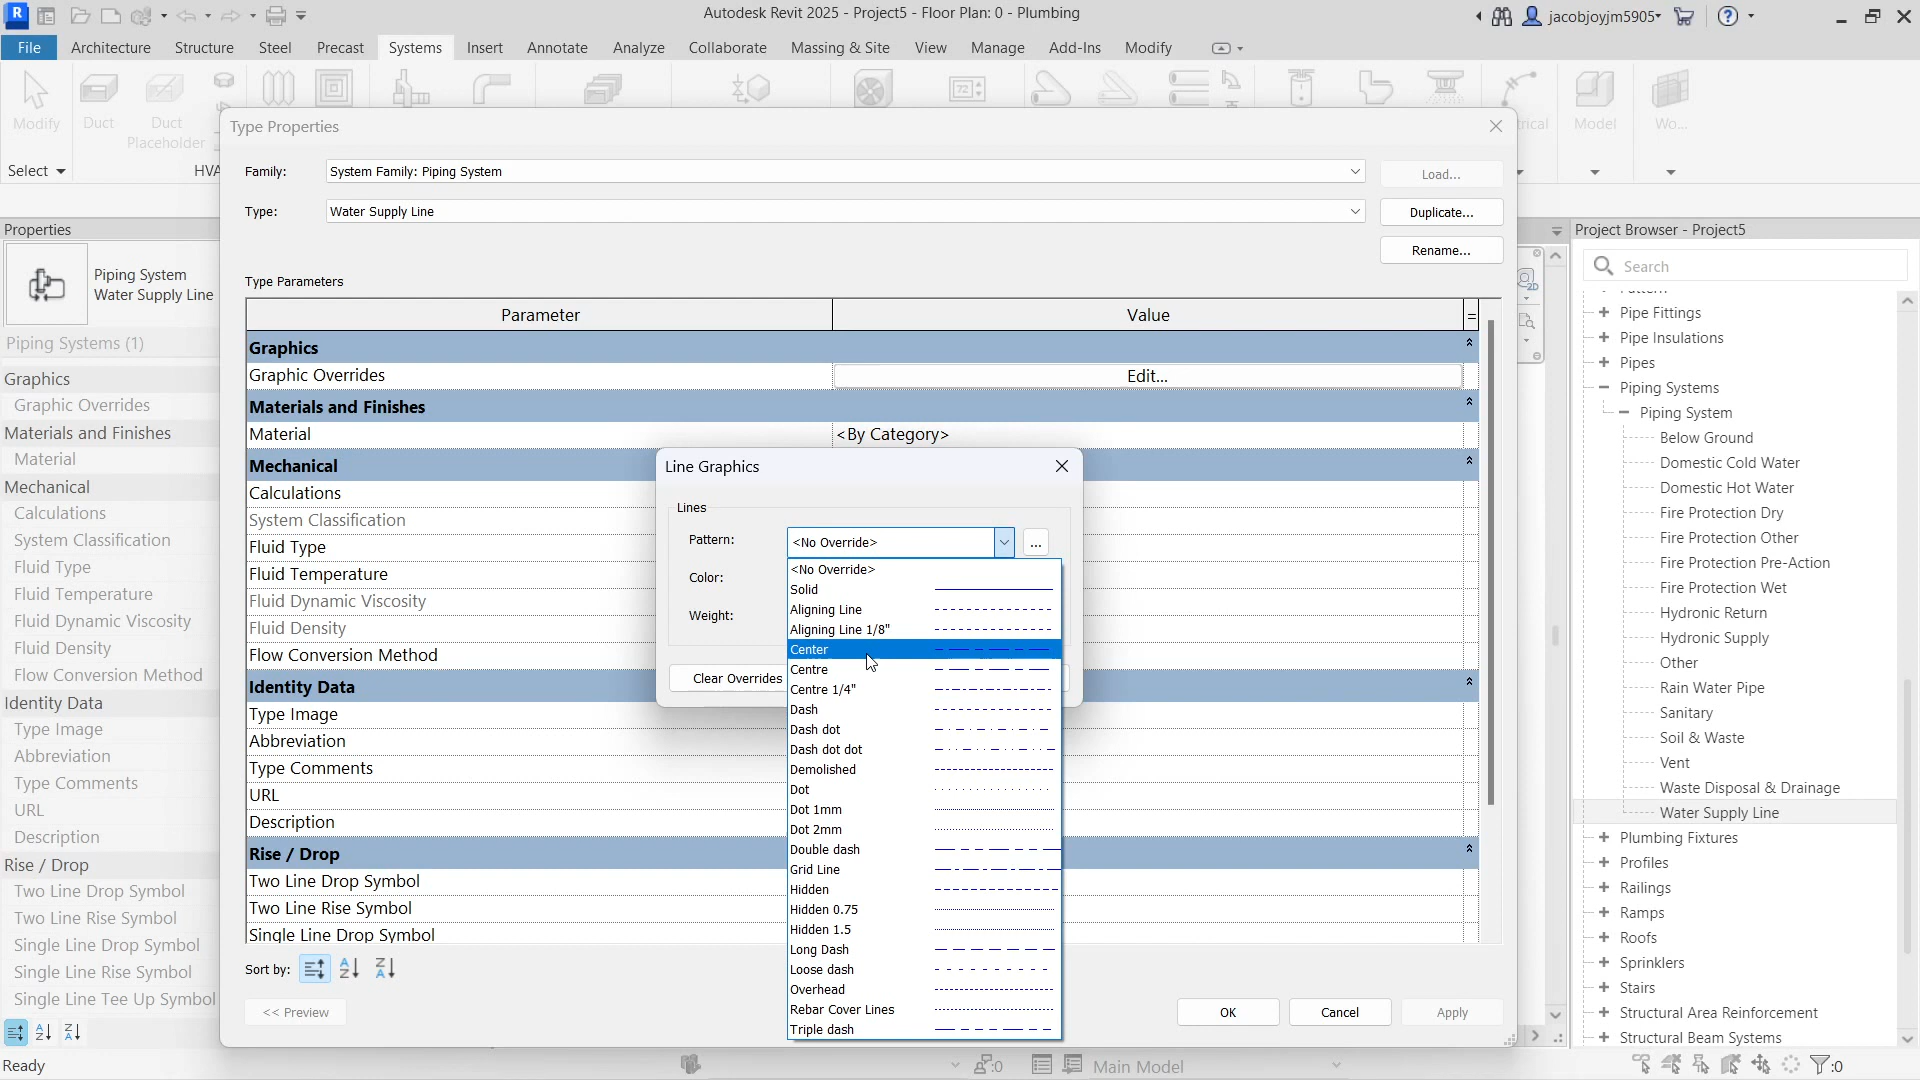 Autodesk Revit 2025 - Project5 - Floor Plan: 0 - Plumbing
jacobjoyjm5905
File
Architecture
Structure
Steel
Precast
Systems
Insert
Annotate
Analyze
Collaborate
Massing & Site
View
Manage
Add-Ins
Modify
Modify
Duct
Duct
Placeholder
Model
Wo...
Select
HVA
Properties
Piping System
Water Supply Line
Piping Systems (1)
Graphics
Graphic Overrides
Materials and Finishes
Material
Mechanical
Calculations
System Classification
Fluid Type
Fluid Temperature
Fluid Dynamic Viscosity
Fluid Density
Flow Conversion Method
Identity Data
Type Image
Abbreviation
Type Comments
URL
Description
Rise / Drop
Two Line Drop Symbol
Two Line Rise Symbol
Single Line Drop Symbol
Single Line Rise Symbol
Single Line Tee Up Symbol
Ready
Type Properties
Family:
System Family: Piping System
Load...
Type:
Water Supply Line
Duplicate...
Rename...
Type Parameters
Parameter
Value
=
Graphics
Graphic Overrides
Edit...
Materials and Finishes
Material
<By Category>
Mechanical
Calculations
System Classification
Fluid Type
Fluid Temperature
Fluid Dynamic Viscosity
Fluid Density
Flow Conversion Method
Identity Data
Type Image
Abbreviation
Type Comments
URL
Description
Rise / Drop
Two Line Drop Symbol
Two Line Rise Symbol
Single Line Drop Symbol
Sort by:
<< Preview
OK
Cancel
Apply
Line Graphics
Lines
Pattern:
<No Override>
...
Color:
Weight:
Clear Overrides
<No Override>
Solid
Aligning Line
Aligning Line 1/8"
Center
Centre
Centre 1/4"
Dash
Dash dot
Dash dot dot
Demolished
Dot
Dot 1mm
Dot 2mm
Double dash
Grid Line
Hidden
Hidden 0.75
Hidden 1.5
Long Dash
Loose dash
Overhead
Rebar Cover Lines
Triple dash
Project Browser - Project5
Search
Pipe Fittings
Pipe Insulations
Pipes
Piping Systems
Piping System
Below Ground
Domestic Cold Water
Domestic Hot Water
Fire Protection Dry
Fire Protection Other
Fire Protection Pre-Action
Fire Protection Wet
Hydronic Return
Hydronic Supply
Other
Rain Water Pipe
Sanitary
Soil & Waste
Vent
Waste Disposal & Drainage
Water Supply Line
Plumbing Fixtures
Profiles
Railings
Ramps
Roofs
Sprinklers
Stairs
Structural Area Reinforcement
Structural Beam Systems
:0
Main Model
:0